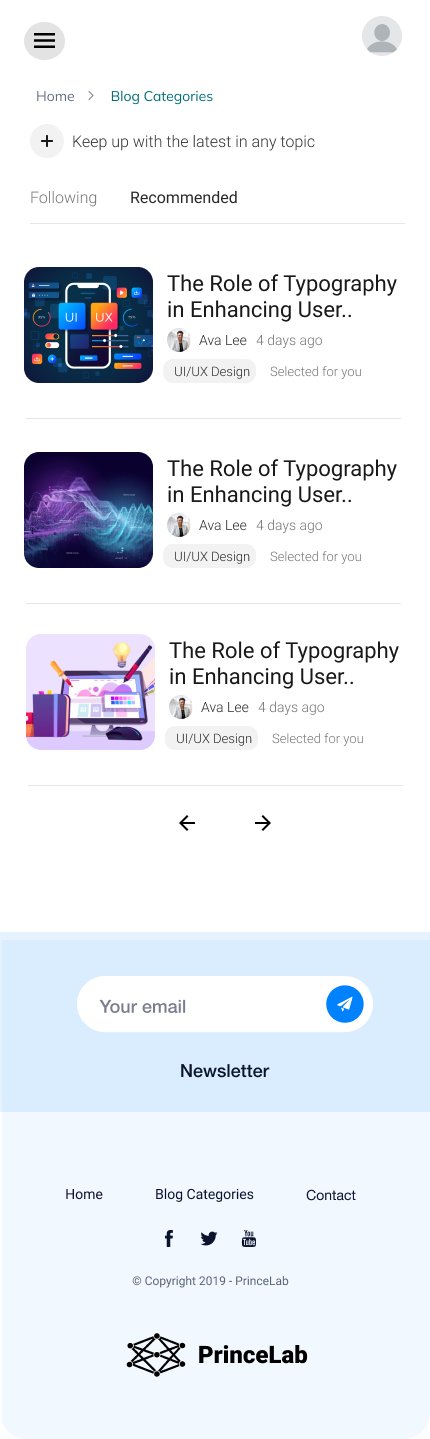 Home > Blog Categories
+ Keep up with the latest in any topic
Following Recommended
UI UX
The Role of Typography
in Enhancing User..
Ava Lee 4 days ago
UI/UX Design Selected for you
The Role of Typography
in Enhancing User..
Ava Lee 4 days ago
UI/UX Design Selected for you
The Role of Typography
in Enhancing User..
Ava Lee 4 days ago
UI/UX Design Selected for you
Your email
Newsletter
Home Blog Categories Contact
You
Tube
© Copyright 2019 - PrinceLab
PrinceLab